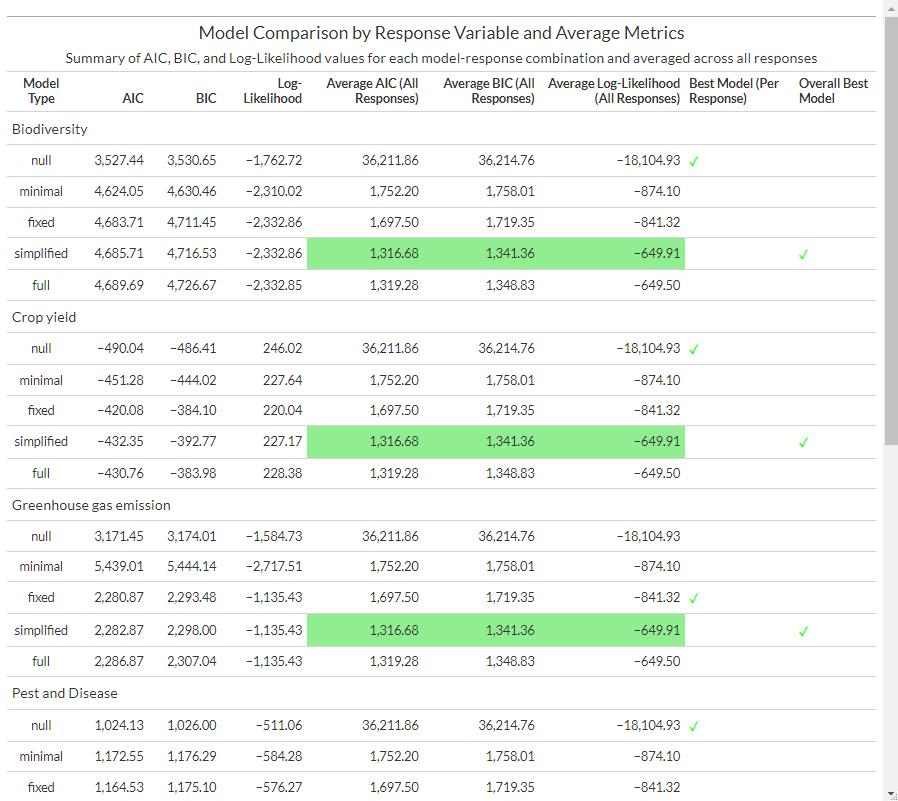 Model Comparison by Response Variable and Average Metrics
Summary of AIC, BIC, and Log-Likelihood values for each model-response combination and averaged across all responses
Model Type AIC BIC Log-Likelihood Average AIC (All Responses) Average BIC (All Responses) Average Log-Likelihood (All Responses) Best Model (Per Response) Overall Best Model
Biodiversity
null 3,527.44 3,530.65 −1,762.72 36,211.86 36,214.76 −18,104.93 ✓
minimal 4,624.05 4,630.46 −2,310.02 1,752.20 1,758.01 −874.10
fixed 4,683.71 4,711.45 −2,332.86 1,697.50 1,719.35 −841.32
simplified 4,685.71 4,716.53 −2,332.86 1,316.68 1,341.36 −649.91 ✓
full 4,689.69 4,726.67 −2,332.85 1,319.28 1,348.83 −649.50
Crop yield
null −490.04 −486.41 246.02 36,211.86 36,214.76 −18,104.93 ✓
minimal −451.28 −444.02 227.64 1,752.20 1,758.01 −874.10
fixed −420.08 −384.10 220.04 1,697.50 1,719.35 −841.32
simplified −432.35 −392.77 227.17 1,316.68 1,341.36 −649.91 ✓
full −430.76 −383.98 228.38 1,319.28 1,348.83 −649.50
Greenhouse gas emission
null 3,171.45 3,174.01 −1,584.73 36,211.86 36,214.76 −18,104.93
minimal 5,439.01 5,444.14 −2,717.51 1,752.20 1,758.01 −874.10
fixed 2,280.87 2,293.48 −1,135.43 1,697.50 1,719.35 −841.32 ✓
simplified 2,282.87 2,298.00 −1,135.43 1,316.68 1,341.36 −649.91 ✓
full 2,286.87 2,307.04 −1,135.43 1,319.28 1,348.83 −649.50
Pest and Disease
null 1,024.13 1,026.00 −511.06 36,211.86 36,214.76 −18,104.93 ✓
minimal 1,172.55 1,176.29 −584.28 1,752.20 1,758.01 −874.10
fixed 1,164.53 1,175.10 −576.27 1,697.50 1,719.35 −841.32